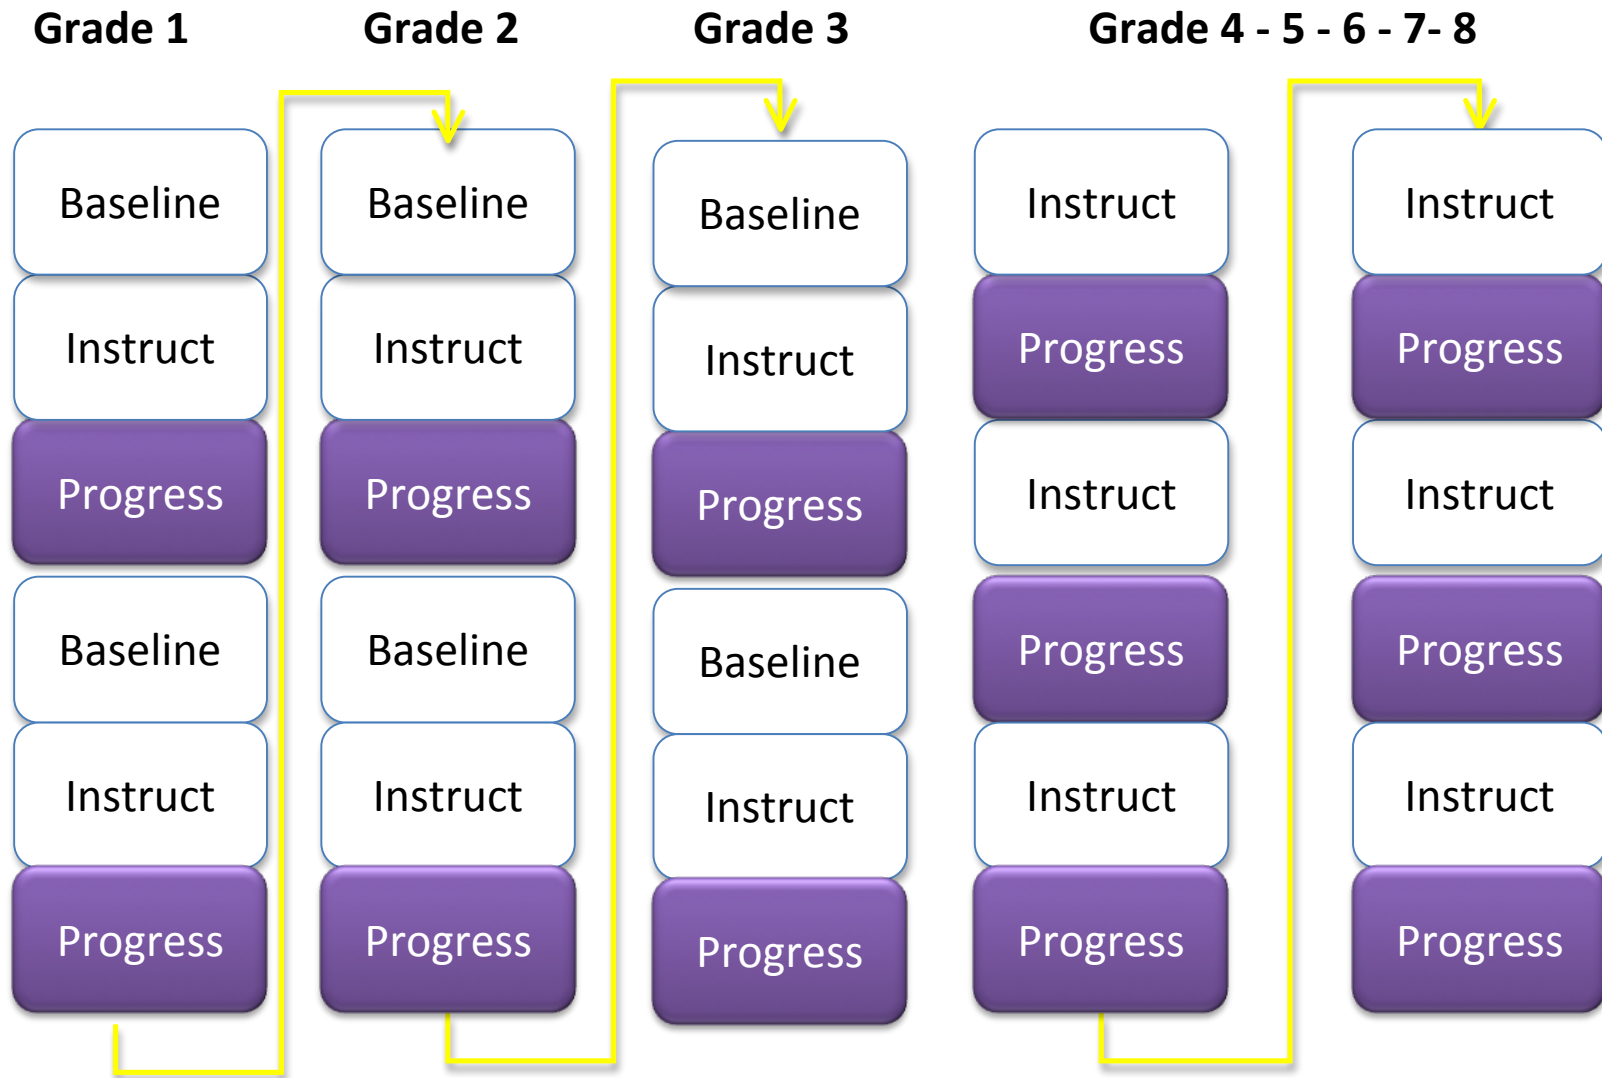 Grade 1
Baseline
Instruct
Progress
Baseline
Instruct
Progress
Grade 2
Baseline
Instruct
Progress
Baseline
Instruct
Progress
Grade 3
Baseline
Instruct
Progress
Baseline
Instruct
Progress
Grade 4 - 5 - 6 - 7- 8
Instruct
Progress
Instruct
Progress
Instruct
Progress
Instruct
Progress
Instruct
Progress
Instruct
Progress